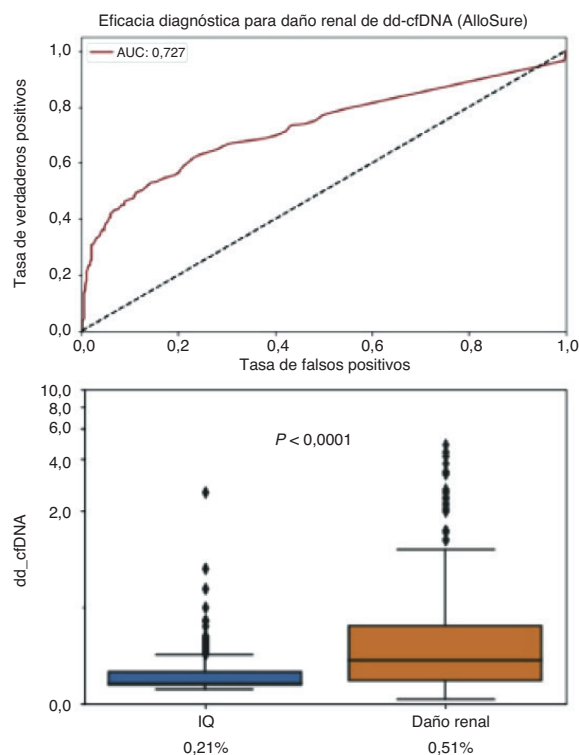 Eficacia diagnóstica para daño renal de dd-cfDNA (AlloSure)
AUC: 0,727
Tasa de verdaderos positivos
1,0
0,8
0,6
0,4
0,2
0,0
0,0 0,2 0,4 0,6 0,8 1,0
Tasa de falsos positivos
dd_cfDNA
10,0
8,0
6,0
4,0
2,0
0,0
P < 0,0001
IQ Daño renal
0,21% 0,51%